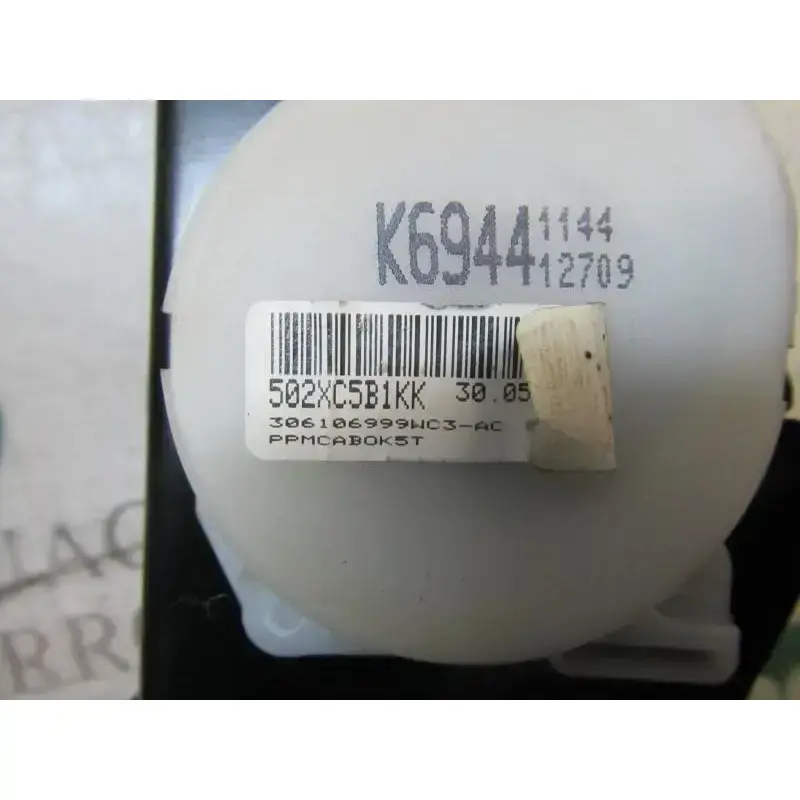 K6944 1144
12709
502XC5B1KK 30.05
306106999WC3-AC
PPMCABOK5T